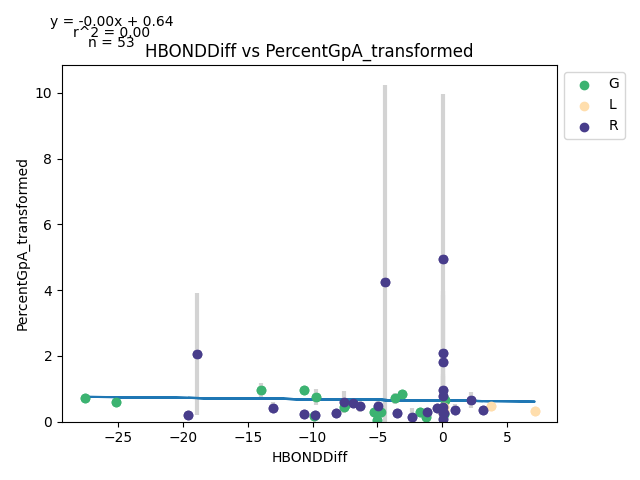 y = -0.00x + 0.64
r^2 = 0.00
n = 53
HBONDDiff vs PercentGpA_transformed
G
L
R
PercentGpA_transformed
10
8
6
4
2
0
−25
−20
−15
−10
−5
0
5
HBONDDiff